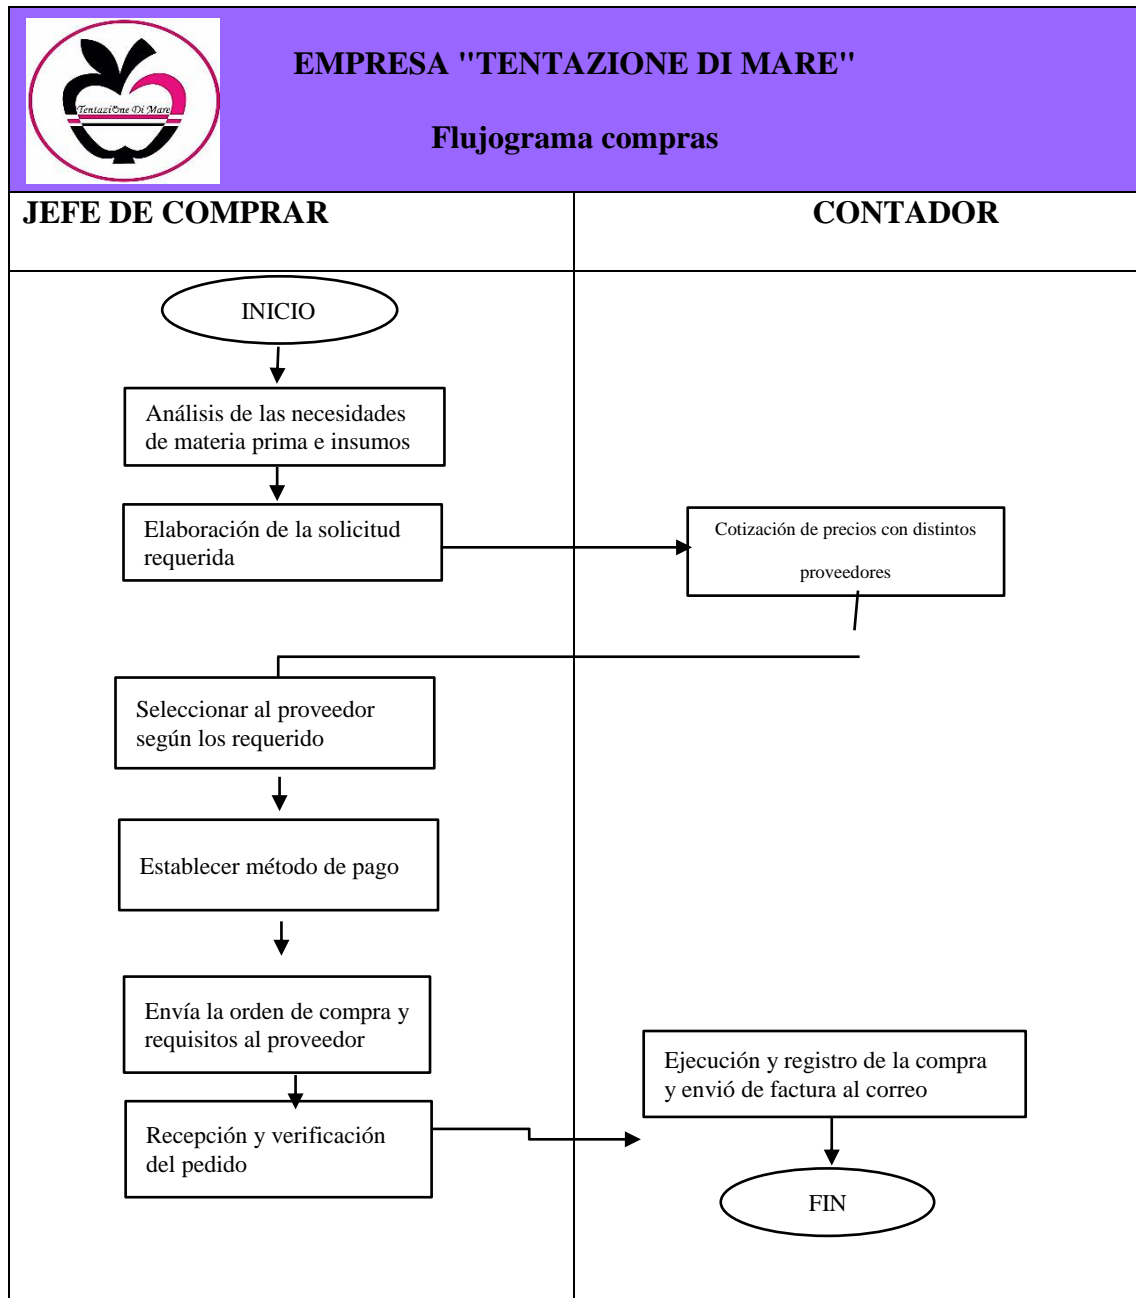 EMPRESA "TENTAZIONE DI MARE"
Tentazione Di Mare
Flujograma compras
JEFE DE COMPRAR
CONTADOR
INICIO
Análisis de las necesidades
de materia prima e insumos
Elaboración de la solicitud
requerida
Cotización de precios con distintos
proveedores
Seleccionar al proveedor
según los requerido
Establecer método de pago
Envía la orden de compra y
requisitos al proveedor
Recepción y verificación
del pedido
Ejecución y registro de la compra
y envió de factura al correo
FIN